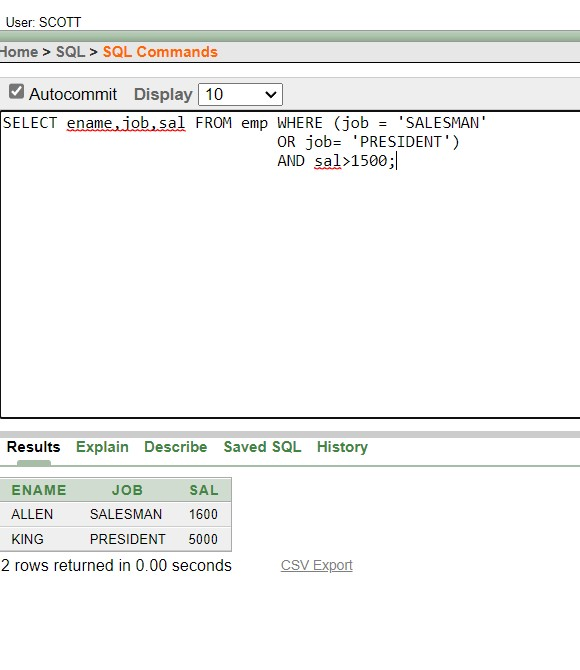 User: SCOTT
Home > SQL > SQL Commands
Autocommit Display 10
SELECT ename,job,sal FROM emp WHERE (job = 'SALESMAN'
OR job= 'PRESIDENT')
AND sal>1500;
Results Explain Describe Saved SQL History
ENAME JOB SAL
ALLEN SALESMAN 1600
KING PRESIDENT 5000
2 rows returned in 0.00 seconds CSV Export